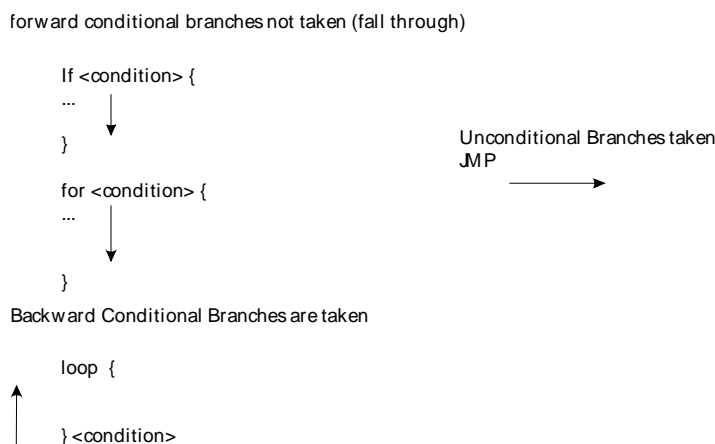 forward conditional branches not taken (fall through)
If <condition> {
...
}
Unconditional Branches taken
JMP
for <condition> {
...
}
Backward Conditional Branches are taken
loop {
} <condition>